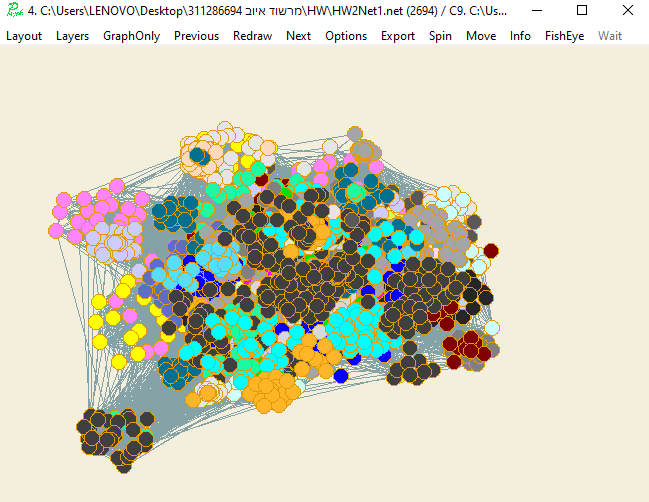 4. C:\Users\LENOVO\Desktop\311286694 מרשוד איוב\HW\HW2Net1.net (2694) / C9. C:\Us...
Layout Layers GraphOnly Previous Redraw Next Options Export Spin Move Info FishEye Wait